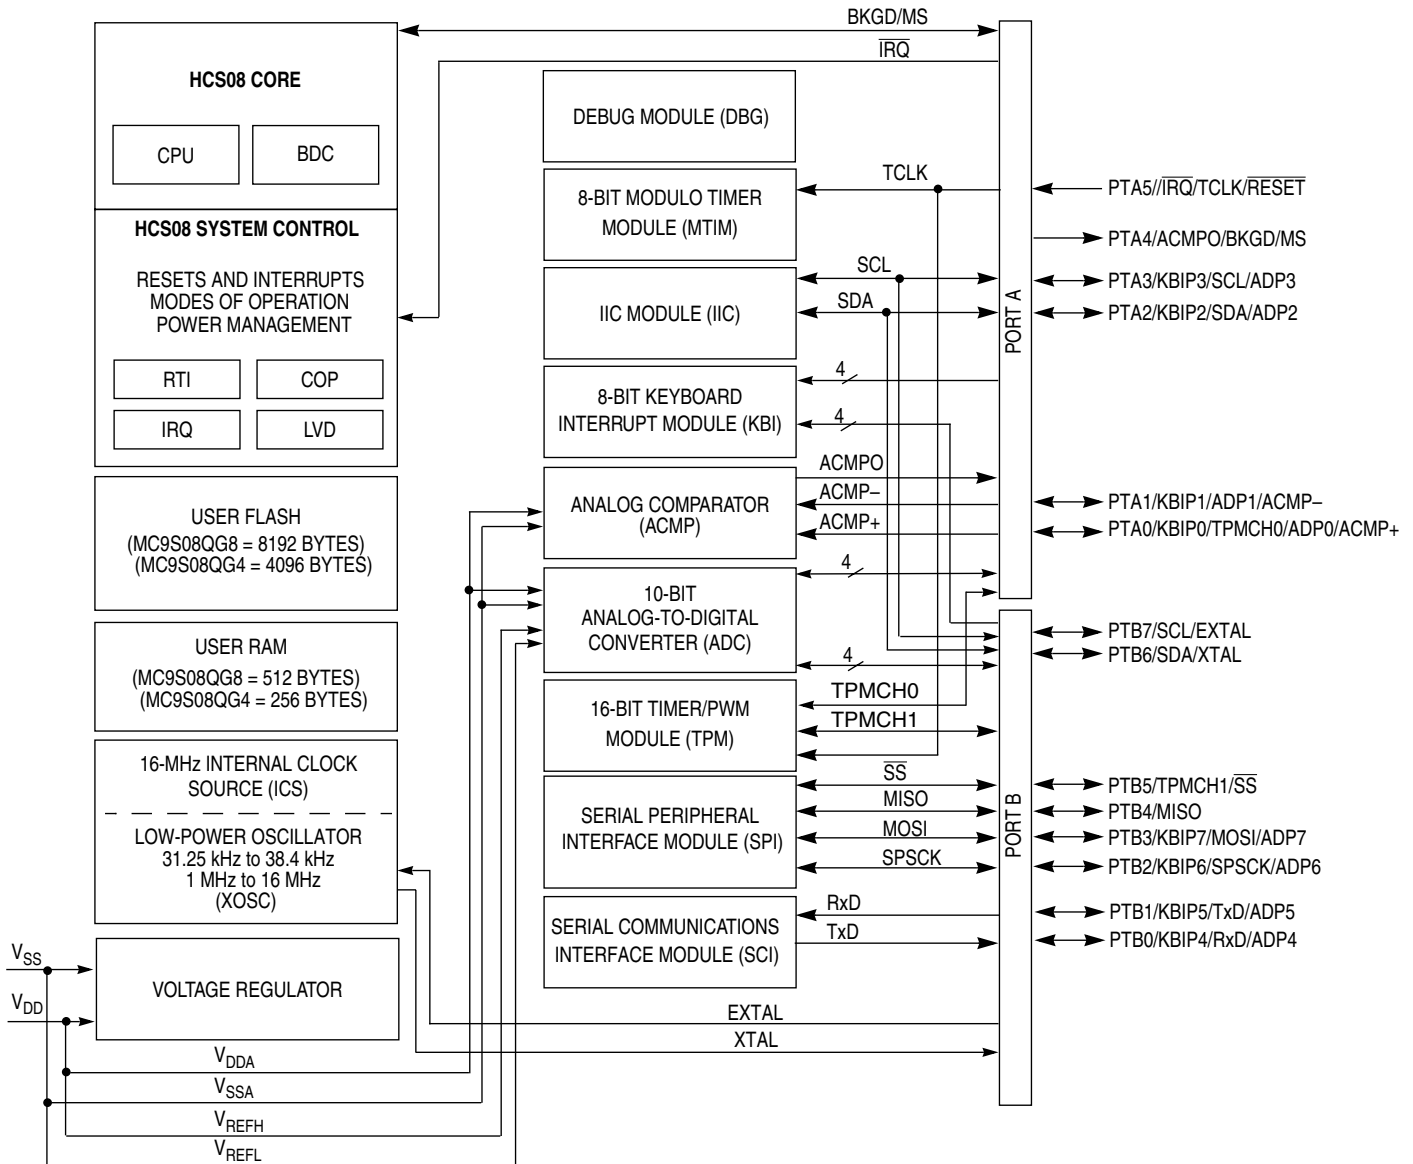 BKGD/MS
IRQ
HCS08 CORE
CPU
BDC
HCS08 SYSTEM CONTROL
RESETS AND INTERRUPTS
MODES OF OPERATION
POWER MANAGEMENT
RTI
COP
IRQ
LVD
USER FLASH
(MC9S08QG8 = 8192 BYTES)
(MC9S08QG4 = 4096 BYTES)
USER RAM
(MC9S08QG8 = 512 BYTES)
(MC9S08QG4 = 256 BYTES)
16-MHz INTERNAL CLOCK
SOURCE (ICS)
LOW-POWER OSCILLATOR
31.25 kHz to 38.4 kHz
1 MHz to 16 MHz
(XOSC)
VSS
VDD
VOLTAGE REGULATOR
VDDA
VSSA
VREFH
VREFL
DEBUG MODULE (DBG)
8-BIT MODULO TIMER
MODULE (MTIM)
TCLK
IIC MODULE (IIC)
SCL
SDA
8-BIT KEYBOARD
INTERRUPT MODULE (KBI)
4
4
ANALOG COMPARATOR
(ACMP)
ACMPO
ACMP–
ACMP+
10-BIT
ANALOG-TO-DIGITAL
CONVERTER (ADC)
4
4
16-BIT TIMER/PWM
MODULE (TPM)
TPMCH0
TPMCH1
SERIAL PERIPHERAL
INTERFACE MODULE (SPI)
SS
MISO
MOSI
SPSCK
SERIAL COMMUNICATIONS
INTERFACE MODULE (SCI)
RxD
TxD
EXTAL
XTAL
PORT A
PORT B
PTA5//IRQ/TCLK/RESET
PTA4/ACMPO/BKGD/MS
PTA3/KBIP3/SCL/ADP3
PTA2/KBIP2/SDA/ADP2
PTA1/KBIP1/ADP1/ACMP–
PTA0/KBIP0/TPMCH0/ADP0/ACMP+
PTB7/SCL/EXTAL
PTB6/SDA/XTAL
PTB5/TPMCH1/SS
PTB4/MISO
PTB3/KBIP7/MOSI/ADP7
PTB2/KBIP6/SPSCK/ADP6
PTB1/KBIP5/TxD/ADP5
PTB0/KBIP4/RxD/ADP4